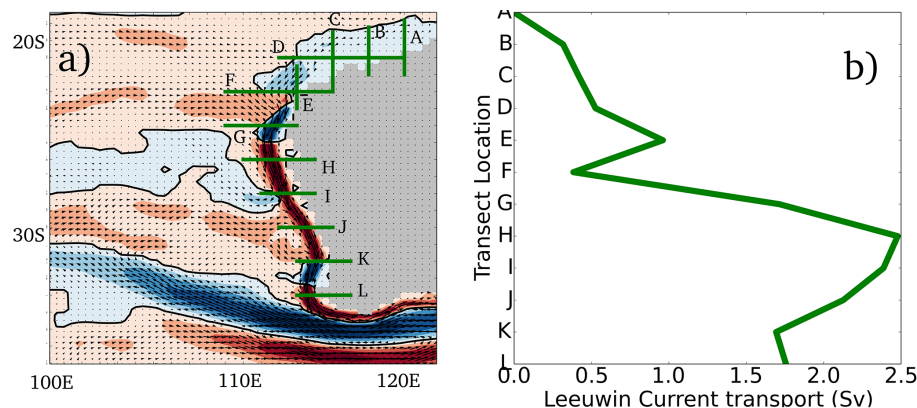 a)
20S
30S
100E
110E
120E
A
B
C
D
E
F
G
H
I
J
K
L
b)
Transect Location
A
B
C
D
E
F
G
H
I
J
K
L
0.0
0.5
1.0
1.5
2.0
2.5
Leeuwin Current transport (Sv)